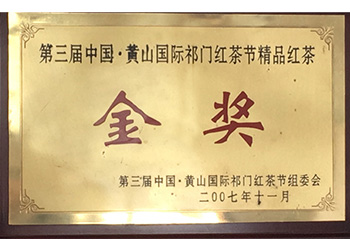 第三届中国·黄山国际祁门红茶节精品红茶
金奖
第三届中国·黄山国际祁门红茶节组委会
二00七年十一月